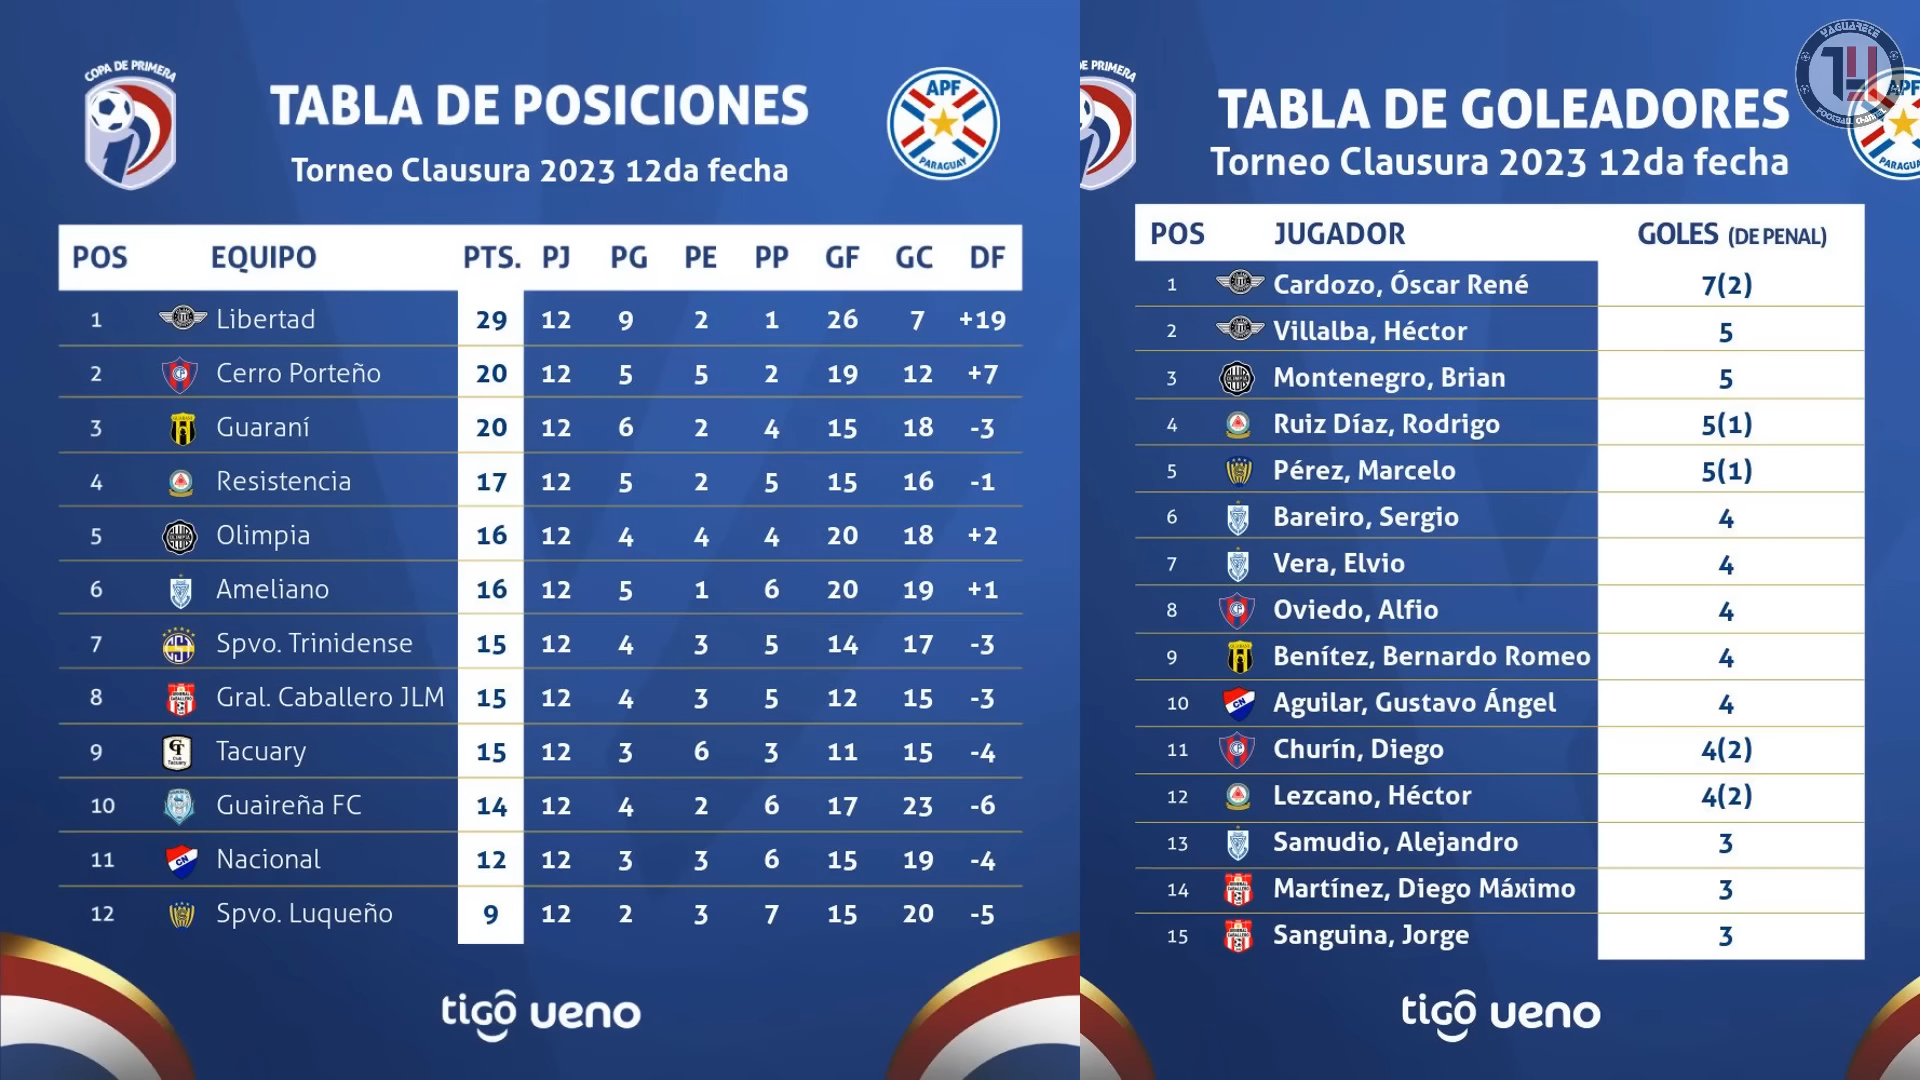 COPA DE PRIMERA
TABLA DE POSICIONES
Torneo Clausura 2023 12da fecha
APF
PARAGUAY
POS EQUIPO PTS. PJ PG PE PP GF GC DF
1 Libertad 29 12 9 2 1 26 7 +19
2 Cerro Porteño 20 12 5 5 2 19 12 +7
3 Guaraní 20 12 6 2 4 15 18 -3
4 Resistencia 17 12 5 2 5 15 16 -1
5 Olimpia 16 12 4 4 4 20 18 +2
6 Ameliano 16 12 5 1 6 20 19 +1
7 Spvo. Trinidense 15 12 4 3 5 14 17 -3
8 Gral. Caballero JLM 15 12 4 3 5 12 15 -3
9 Tacuary 15 12 3 6 3 11 15 -4
10 Guaireña FC 14 12 4 2 6 17 23 -6
11 Nacional 12 12 3 3 6 15 19 -4
12 Spvo. Luqueño 9 12 2 3 7 15 20 -5
tigo ueno
DE PRIMERA
TABLA DE GOLEADORES
Torneo Clausura 2023 12da fecha
YAGUARETE
FOOTBALL CHANNEL
APF
PARAGUA
POS JUGADOR GOLES (DE PENAL)
1 Cardozo, Óscar René 7(2)
2 Villalba, Héctor 5
3 Montenegro, Brian 5
4 Ruiz Díaz, Rodrigo 5(1)
5 Pérez, Marcelo 5(1)
6 Bareiro, Sergio 4
7 Vera, Elvio 4
8 Oviedo, Alfio 4
9 Benítez, Bernardo Romeo 4
10 Aguilar, Gustavo Ángel 4
11 Churín, Diego 4(2)
12 Lezcano, Héctor 4(2)
13 Samudio, Alejandro 3
14 Martínez, Diego Máximo 3
15 Sanguina, Jorge 3
tigo ueno